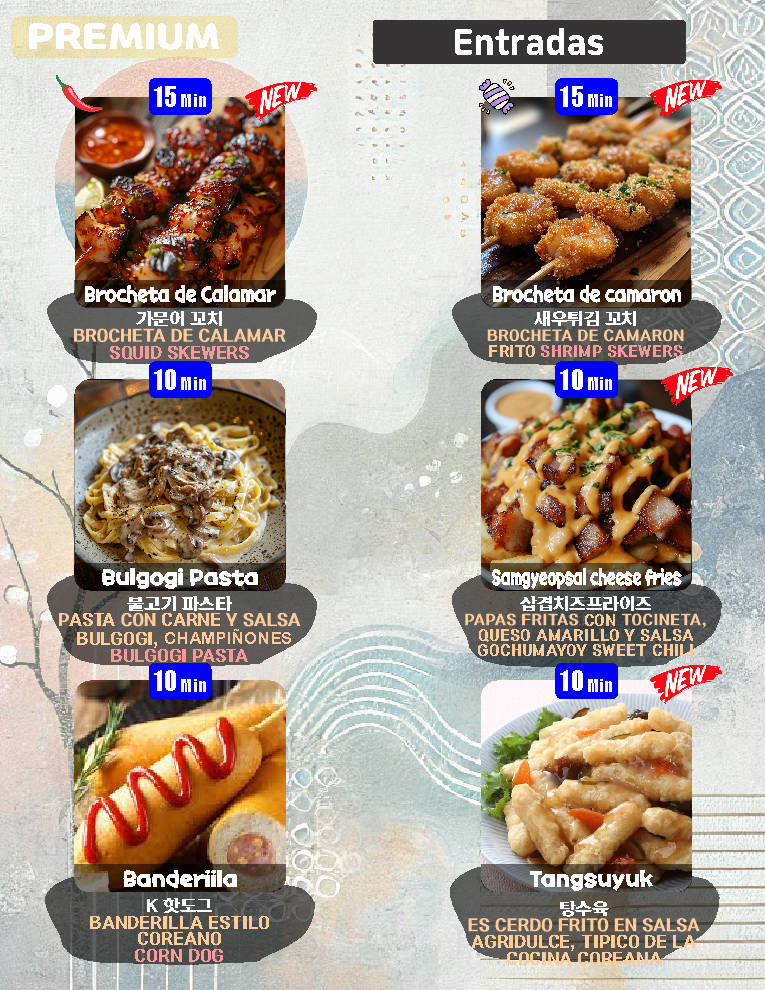 PREMIUM
Entradas
15 Min
NEW
Brocheta de Calamar
가문어 꼬치
BROCHETA DE CALAMAR
SQUID SKEWERS
15 Min
NEW
Brocheta de camaron
새우튀김 꼬치
BROCHETA DE CAMARON
FRITO SHRIMP SKEWERS
10 Min
Bulgogi Pasta
불고기 파스타
PASTA CON CARNE Y SALSA
BULGOGI, CHAMPIÑONES
BULGOGI PASTA
10 Min
NEW
Samgyeopsal cheese fries
삼겹치즈프라이즈
PAPAS FRITAS CON TOCINETA,
QUESO AMARILLO Y SALSA
GOCHUMAYOY SWEET CHILI
10 Min
Banderiila
K 핫도그
BANDERILLA ESTILO
COREANO
CORN DOG
10 Min
NEW
Tangsuyuk
탕수육
ES CERDO FRITO EN SALSA
AGRIDULCE, TIPICO DE LA
COCINA COREANA